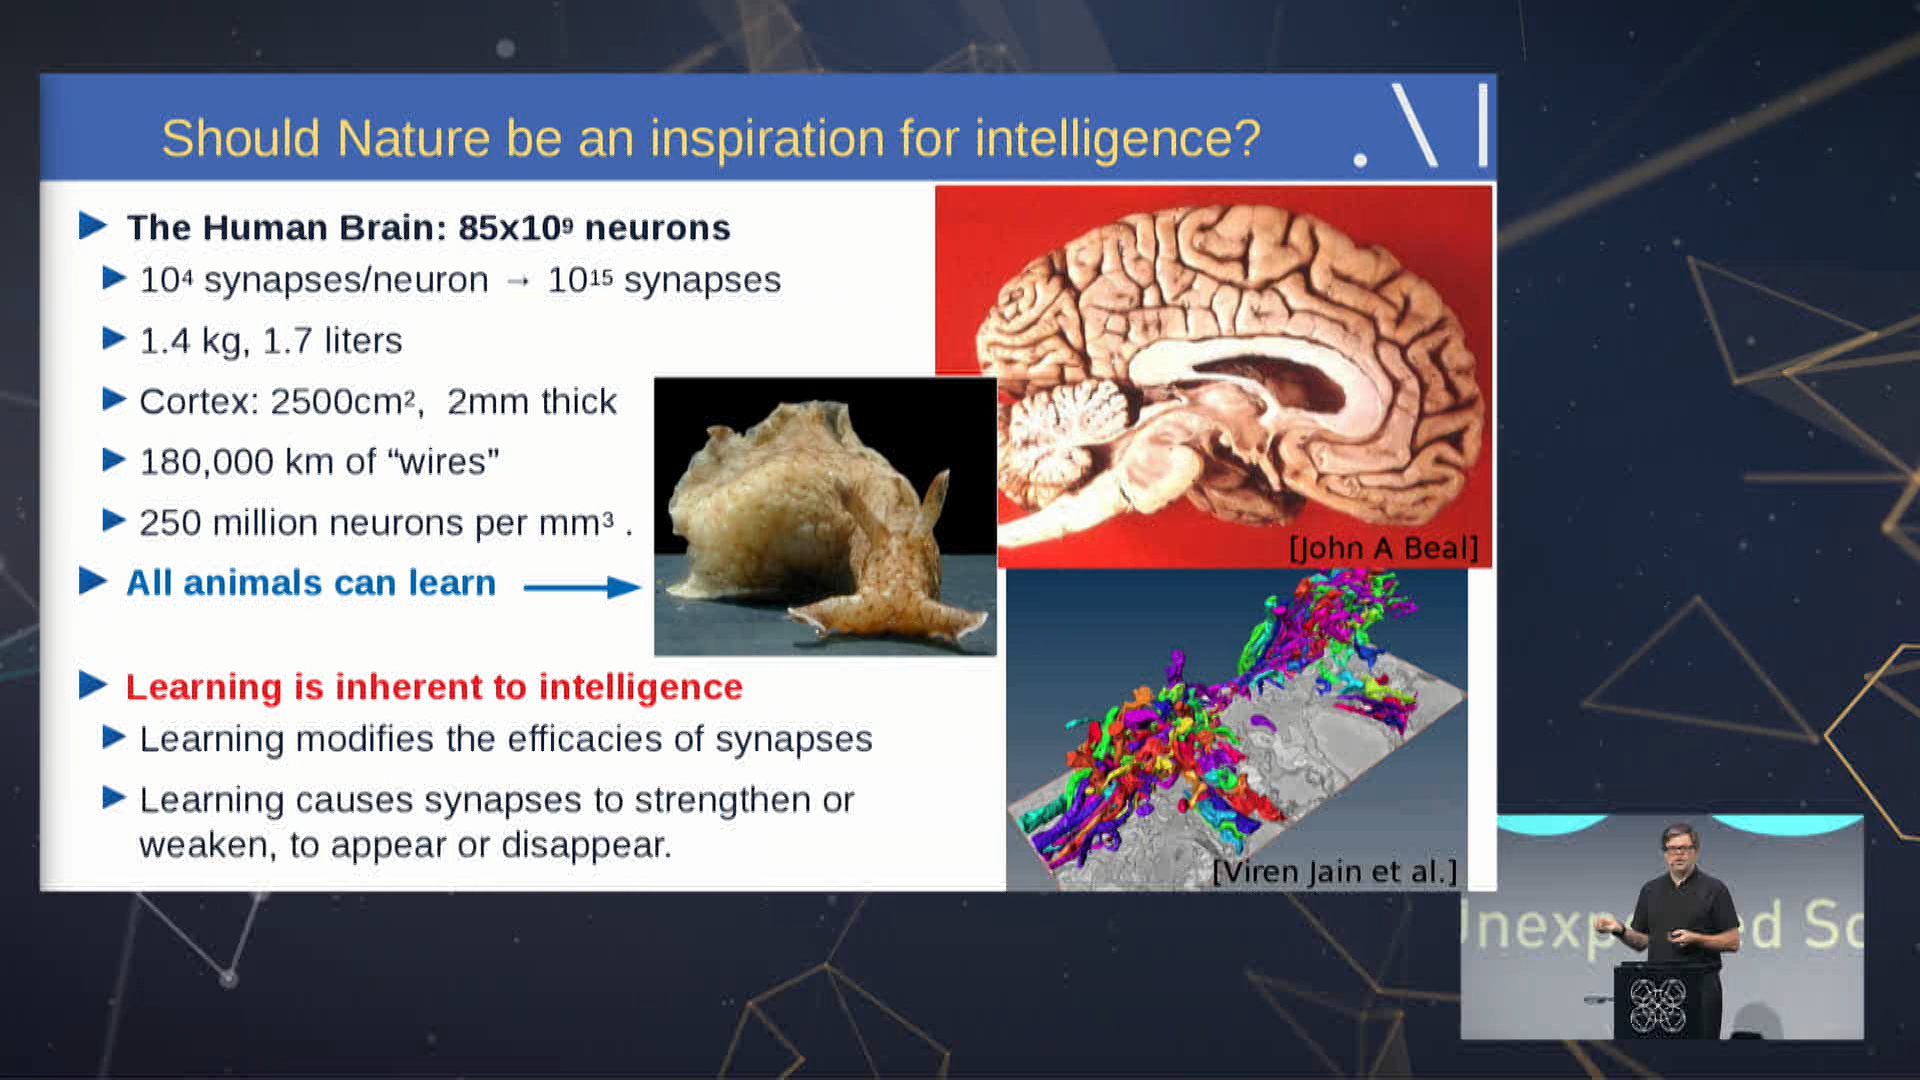 Should Nature be an inspiration for intelligence?
The Human Brain: 85x10⁹ neurons
10⁴ synapses/neuron → 10¹⁵ synapses
1.4 kg, 1.7 liters
Cortex: 2500cm², 2mm thick
180,000 km of “wires”
250 million neurons per mm³ .
All animals can learn
Learning is inherent to intelligence
Learning modifies the efficacies of synapses
Learning causes synapses to strengthen or
weaken, to appear or disappear.
[John A Beal]
[Viren Jain et al.]